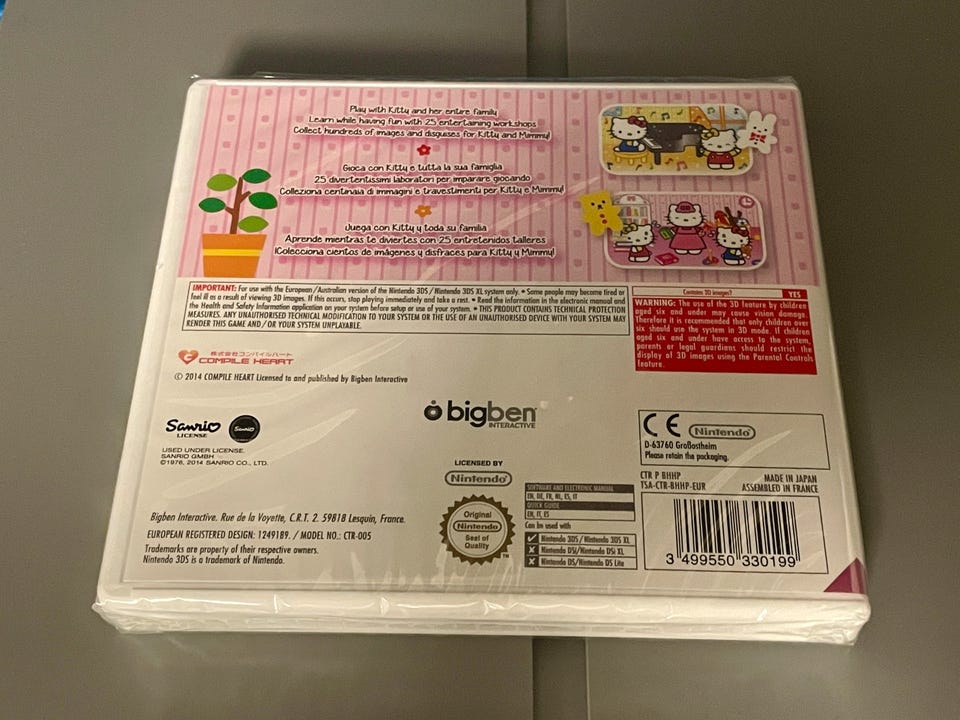 Play with Kitty and her entire family
Learn while having fun with 25 entertaining workshops
Collect hundreds of images and disguises for Kitty and Mimmy!
Gioca con Kitty e tutta la sua famiglia
25 divertentissimi laboratori per imparare giocando
Colleziona centinaia di immagini e travestimenti per Kitty e Mimmy!
Juega con Kitty y toda su familia
Aprende mientras te diviertes con 25 entretenidos talleres
¡Colecciona cientos de imágenes y disfraces para Kitty y Mimmy!
IMPORTANT: For use with the European/Australian version of the Nintendo 3DS/Nintendo 3DS XL system only. • Some people may become tired or
feel ill as a result of viewing 3D images. If this occurs, stop playing immediately and take a rest. • Read the information in the electronic manual and
the Health and Safety Information application on your system before setup or use of your system. • THIS PRODUCT CONTAINS TECHNICAL PROTECTION
MEASURES. ANY UNAUTHORISED TECHNICAL MODIFICATION TO YOUR SYSTEM OR THE USE OF AN UNAUTHORISED DEVICE WITH YOUR SYSTEM MAY
RENDER THIS GAME AND/OR YOUR SYSTEM UNPLAYABLE.
Contains 3D images? YES
WARNING: The use of the 3D feature by children
aged six and under may cause vision damage.
Therefore it is recommended that only children over
six should use the system in 3D mode. If children
aged six and under have access to the system,
parents or legal guardians should restrict the
display of 3D images using the Parental Controls
feature.
株式会社コンパイルハート
COMPILE HEART
© 2014 COMPILE HEART Licensed to and published by Bigben Interactive
bigben
INTERACTIVE
Sanrio
LICENSE
Sanrio
USED UNDER LICENSE.
SANRIO GMBH
©1976, 2014 SANRIO CO., LTD.
CE Nintendo
D-63760 Großostheim
Please retain the packaging.
LICENSED BY
Nintendo
Original
Nintendo
Seal of
Quality
TM
SOFTWARE AND ELECTRONIC MANUAL
EN, DE, FR, NL, ES, IT
QUICK GUIDE
EN, IT, ES
Can be used with
Nintendo 3DS/Nintendo 3DS XL
Nintendo DSi/Nintendo DSi XL
Nintendo DS/Nintendo DS Lite
CTR P BHHP
TSA-CTR-BHHP-EUR
MADE IN JAPAN
ASSEMBLED IN FRANCE
3 499550 330199
Bigben Interactive. Rue de la Voyette, C.R.T. 2. 59818 Lesquin, France.
EUROPEAN REGISTERED DESIGN: 1249189. / MODEL NO.: CTR-005
Trademarks are property of their respective owners.
Nintendo 3DS is a trademark of Nintendo.